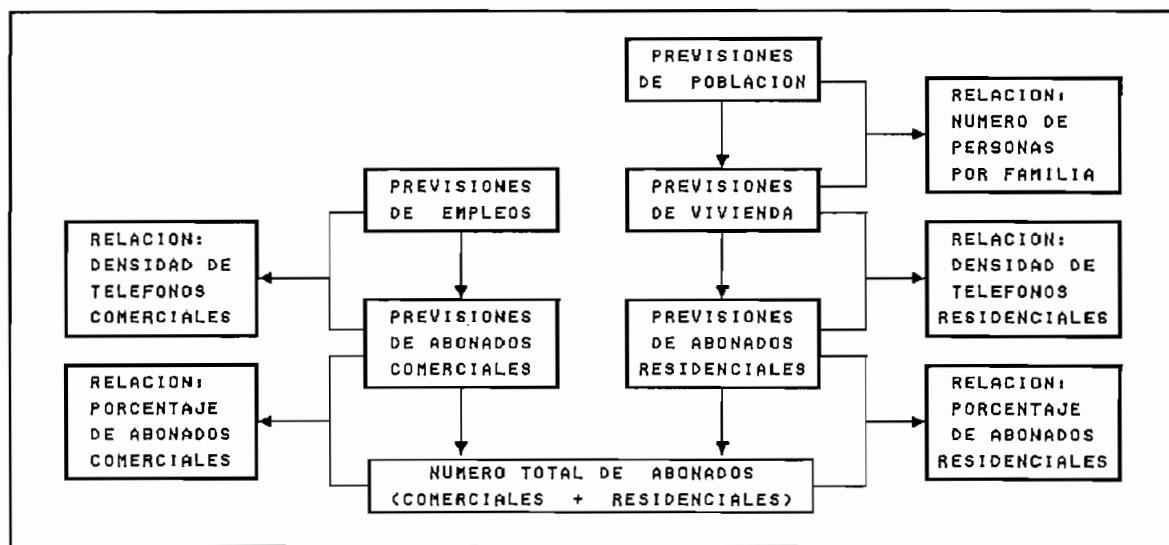 PREVISIONES
DE POBLACION
RELACION:
NUMERO DE
PERSONAS
POR FAMILIA
PREVISIONES
DE EMPLEOS
PREVISIONES
DE VIVIENDA
RELACION:
DENSIDAD DE
TELEFONOS
COMERCIALES
RELACION:
DENSIDAD DE
TELEFONOS
RESIDENCIALES
PREVISIONES
DE ABONADOS
COMERCIALES
PREVISIONES
DE ABONADOS
RESIDENCIALES
RELACION:
PORCENTAJE
DE ABONADOS
COMERCIALES
RELACION:
PORCENTAJE
DE ABONADOS
RESIDENCIALES
NUMERO TOTAL DE ABONADOS
(COMERCIALES + RESIDENCIALES)